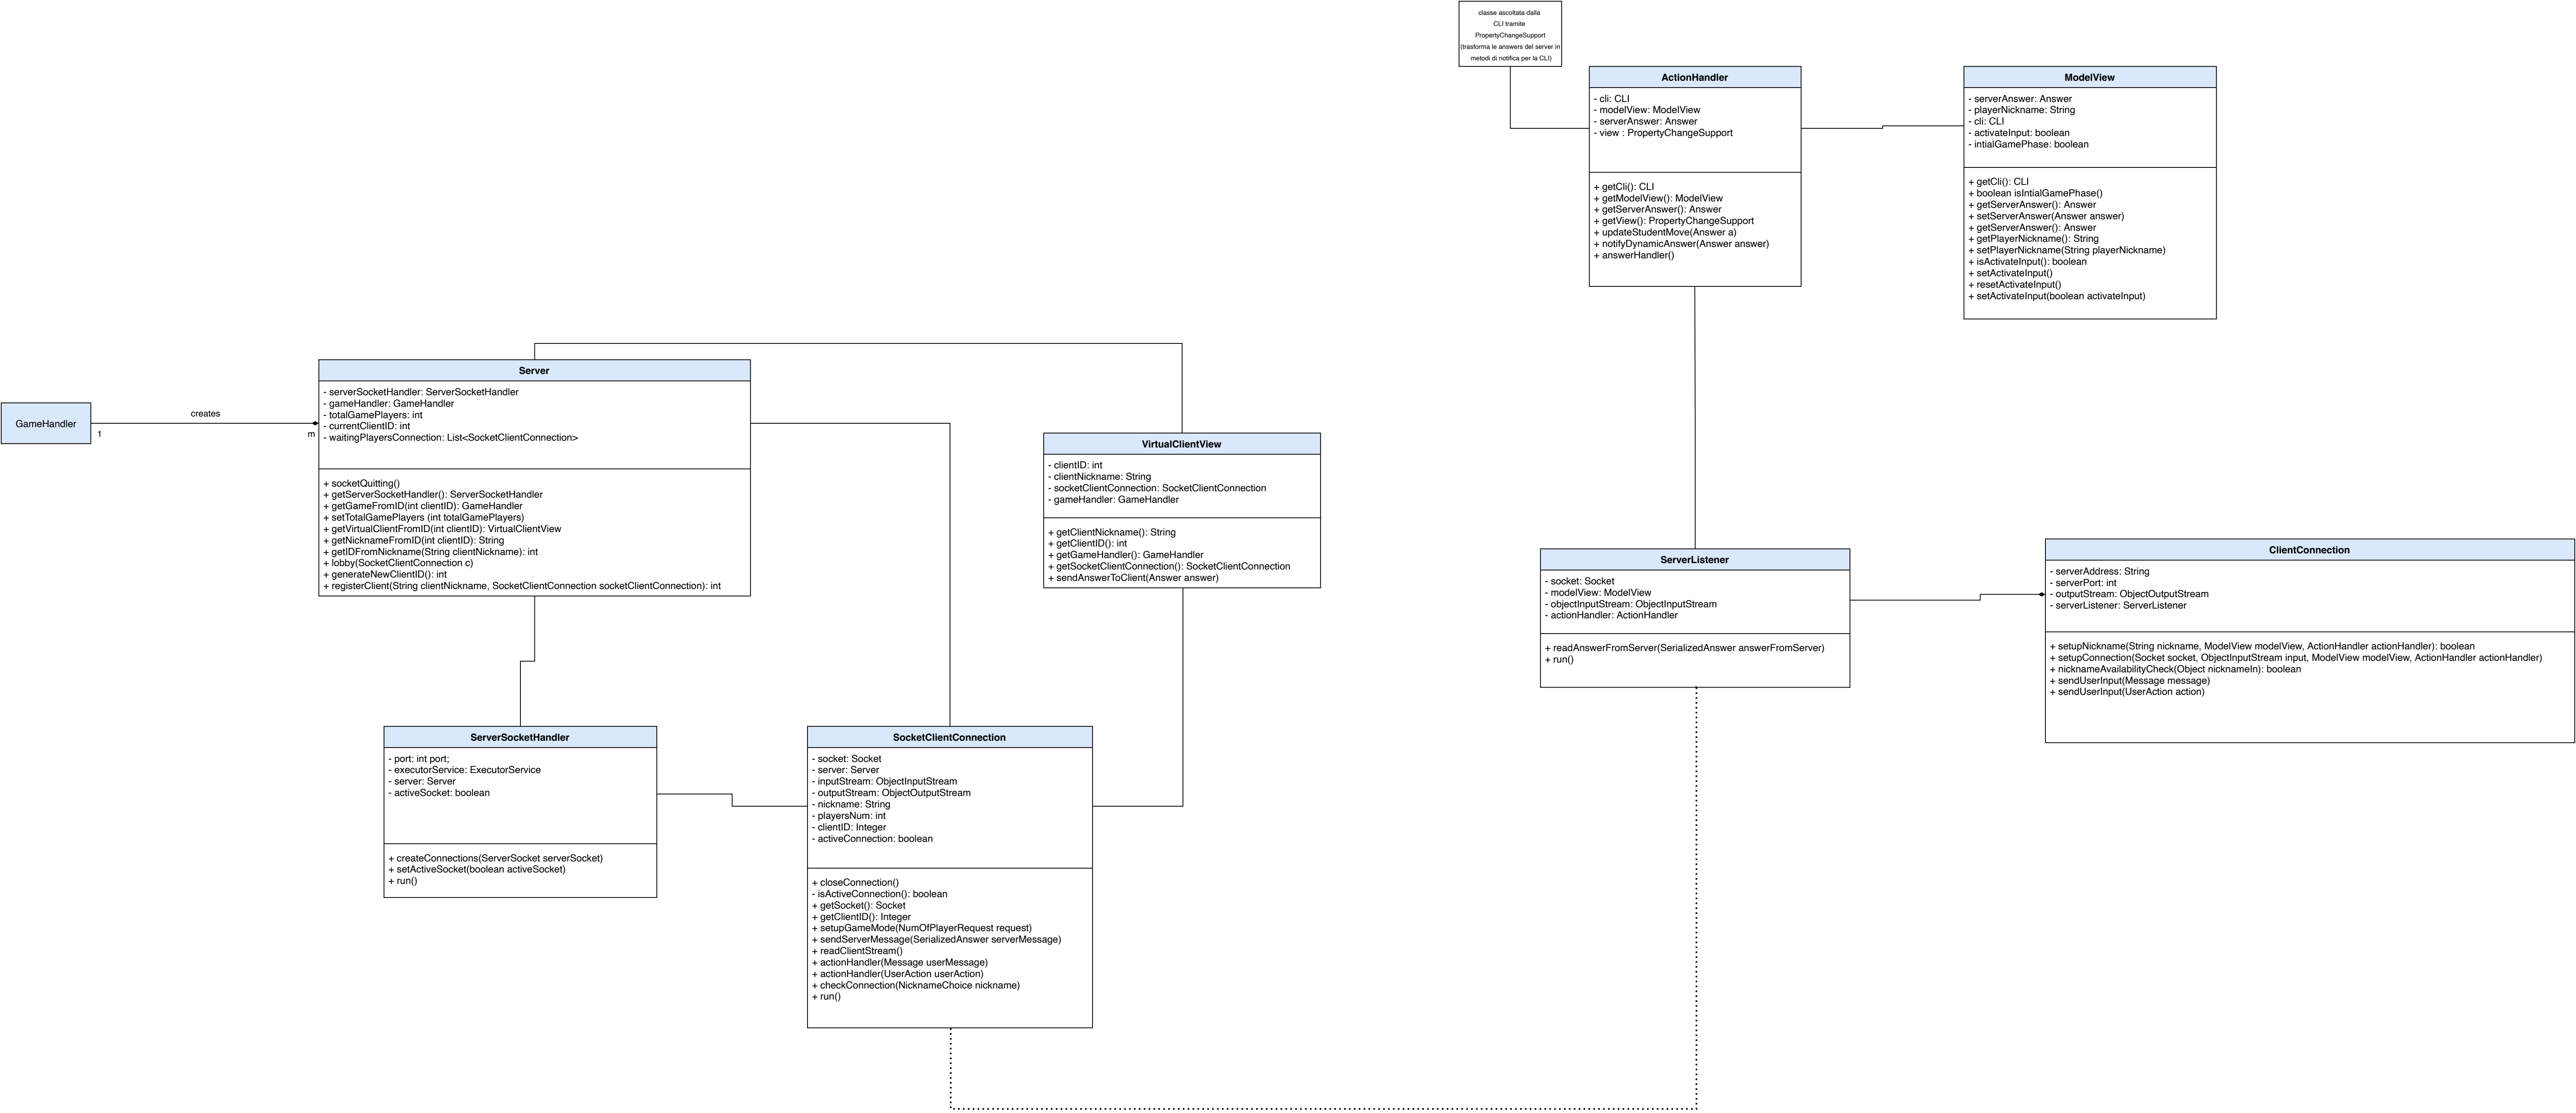 classe ascoltata dalla
CLI tramite
PropertyChangeSupport
(trasforma le answers del server in
metodi di notifica per la CLI)
ActionHandler
- cli: CLI
- modelView: ModelView
- serverAnswer: Answer
- view : PropertyChangeSupport
+ getCli(): CLI
+ getModelView(): ModelView
+ getServerAnswer(): Answer
+ getView(): PropertyChangeSupport
+ updateStudentMove(Answer a)
+ notifyDynamicAnswer(Answer answer)
+ answerHandler()
ModelView
- serverAnswer: Answer
- playerNickname: String
- cli: CLI
- activateInput: boolean
- intialGamePhase: boolean
+ getCli(): CLI
+ boolean isIntialGamePhase()
+ getServerAnswer(): Answer
+ setServerAnswer(Answer answer)
+ getServerAnswer(): Answer
+ getPlayerNickname(): String
+ setPlayerNickname(String playerNickname)
+ isActivateInput(): boolean
+ setActivateInput()
+ resetActivateInput()
+ setActivateInput(boolean activateInput)
GameHandler
creates
1
m
Server
- serverSocketHandler: ServerSocketHandler
- gameHandler: GameHandler
- totalGamePlayers: int
- currentClientID: int
- waitingPlayersConnection: List<SocketClientConnection>
+ socketQuitting()
+ getServerSocketHandler(): ServerSocketHandler
+ getGameFromID(int clientID): GameHandler
+ setTotalGamePlayers (int totalGamePlayers)
+ getVirtualClientFromID(int clientID): VirtualClientView
+ getNicknameFromID(int clientID): String
+ getIDFromNickname(String clientNickname): int
+ lobby(SocketClientConnection c)
+ generateNewClientID(): int
+ registerClient(String clientNickname, SocketClientConnection socketClientConnection): int
VirtualClientView
- clientID: int
- clientNickname: String
- socketClientConnection: SocketClientConnection
- gameHandler: GameHandler
+ getClientNickname(): String
+ getClientID(): int
+ getGameHandler(): GameHandler
+ getSocketClientConnection(): SocketClientConnection
+ sendAnswerToClient(Answer answer)
ServerListener
- socket: Socket
- modelView: ModelView
- objectInputStream: ObjectInputStream
- actionHandler: ActionHandler
+ readAnswerFromServer(SerializedAnswer answerFromServer)
+ run()
ClientConnection
- serverAddress: String
- serverPort: int
- outputStream: ObjectOutputStream
- serverListener: ServerListener
+ setupNickname(String nickname, ModelView modelView, ActionHandler actionHandler): boolean
+ setupConnection(Socket socket, ObjectInputStream input, ModelView modelView, ActionHandler actionHandler)
+ nicknameAvailabilityCheck(Object nicknameIn): boolean
+ sendUserInput(Message message)
+ sendUserInput(UserAction action)
ServerSocketHandler
- port: int port;
- executorService: ExecutorService
- server: Server
- activeSocket: boolean
+ createConnections(ServerSocket serverSocket)
+ setActiveSocket(boolean activeSocket)
+ run()
SocketClientConnection
- socket: Socket
- server: Server
- inputStream: ObjectInputStream
- outputStream: ObjectOutputStream
- nickname: String
- playersNum: int
- clientID: Integer
- activeConnection: boolean
+ closeConnection()
- isActiveConnection(): boolean
+ getSocket(): Socket
+ getClientID(): Integer
+ setupGameMode(NumOfPlayerRequest request)
+ sendServerMessage(SerializedAnswer serverMessage)
+ readClientStream()
+ actionHandler(Message userMessage)
+ actionHandler(UserAction userAction)
+ checkConnection(NicknameChoice nickname)
+ run()